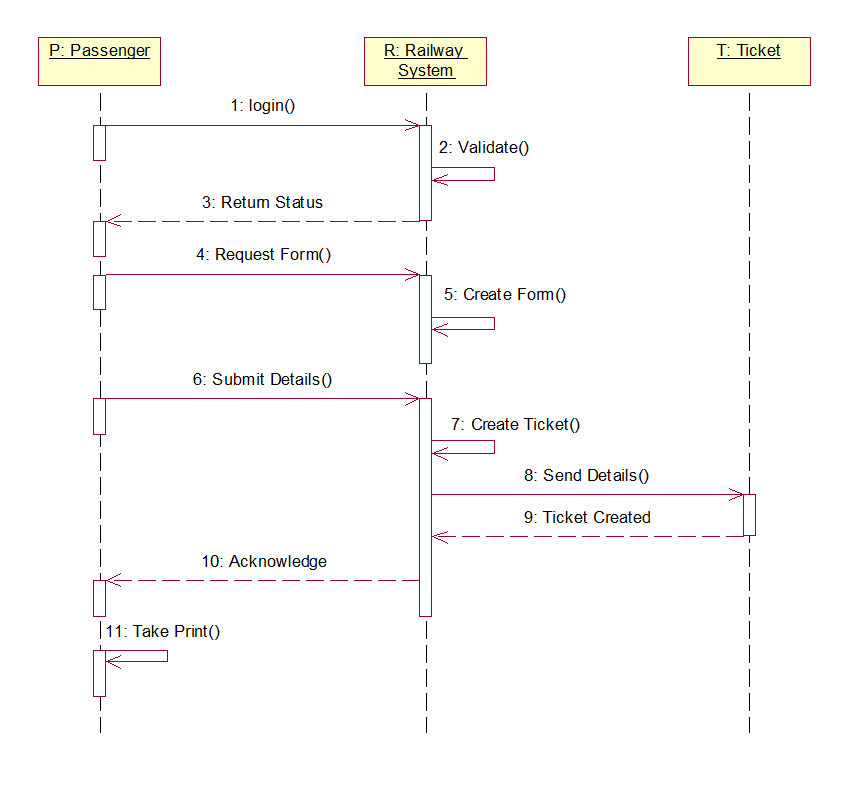 P: Passenger
R: Railway
System
T: Ticket
1: login()
2: Validate()
3: Return Status
4: Request Form()
5: Create Form()
6: Submit Details()
7: Create Ticket()
8: Send Details()
9: Ticket Created
10: Acknowledge
11: Take Print()